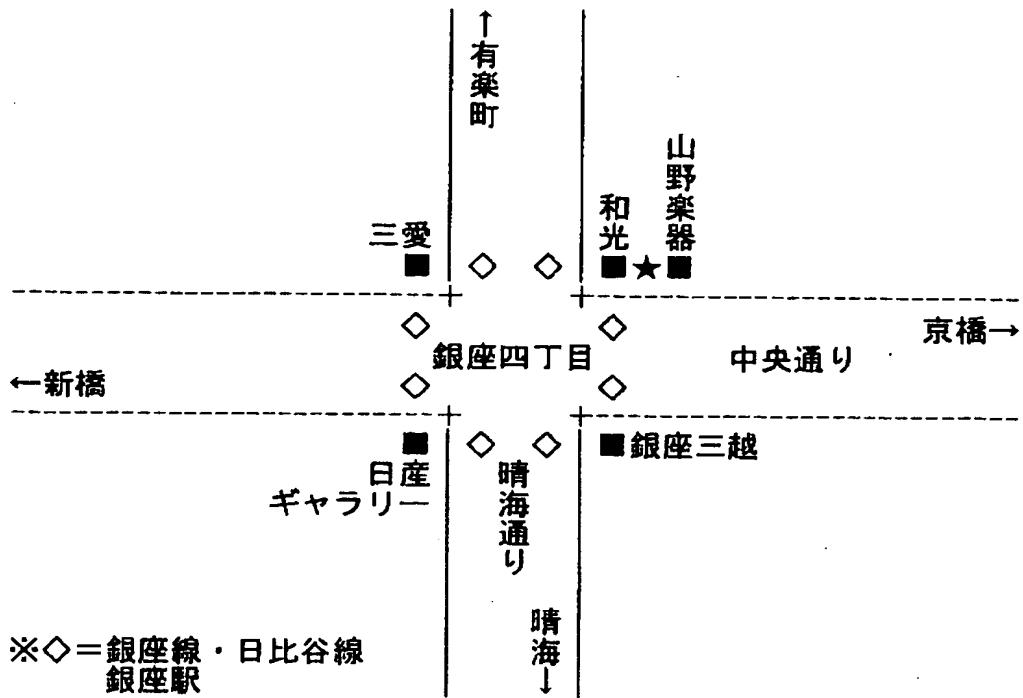 ↑有楽町
山野楽器
和光
三愛
■◇◇■★■
◇◇
京橋→
銀座四丁目
中央通り
←新橋
◇◇
■◇◇■銀座三越
日産
ギャラリー
晴海通り
晴海↓
※◇=銀座線・日比谷線
銀座駅